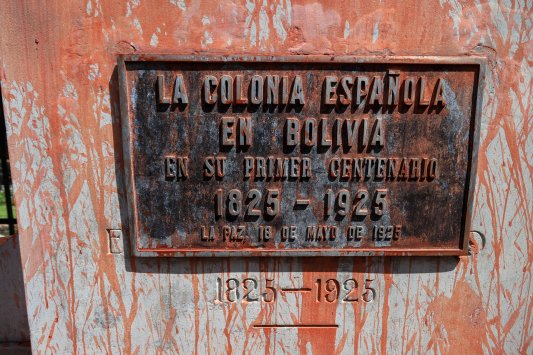 LA COLONIA ESPAÑOLA
EN BOLIVIA
EN SU PRIMER CENTENARIO
1825 - 1925
LA PAZ, 18 DE MAYO DE 1925
1825—1925